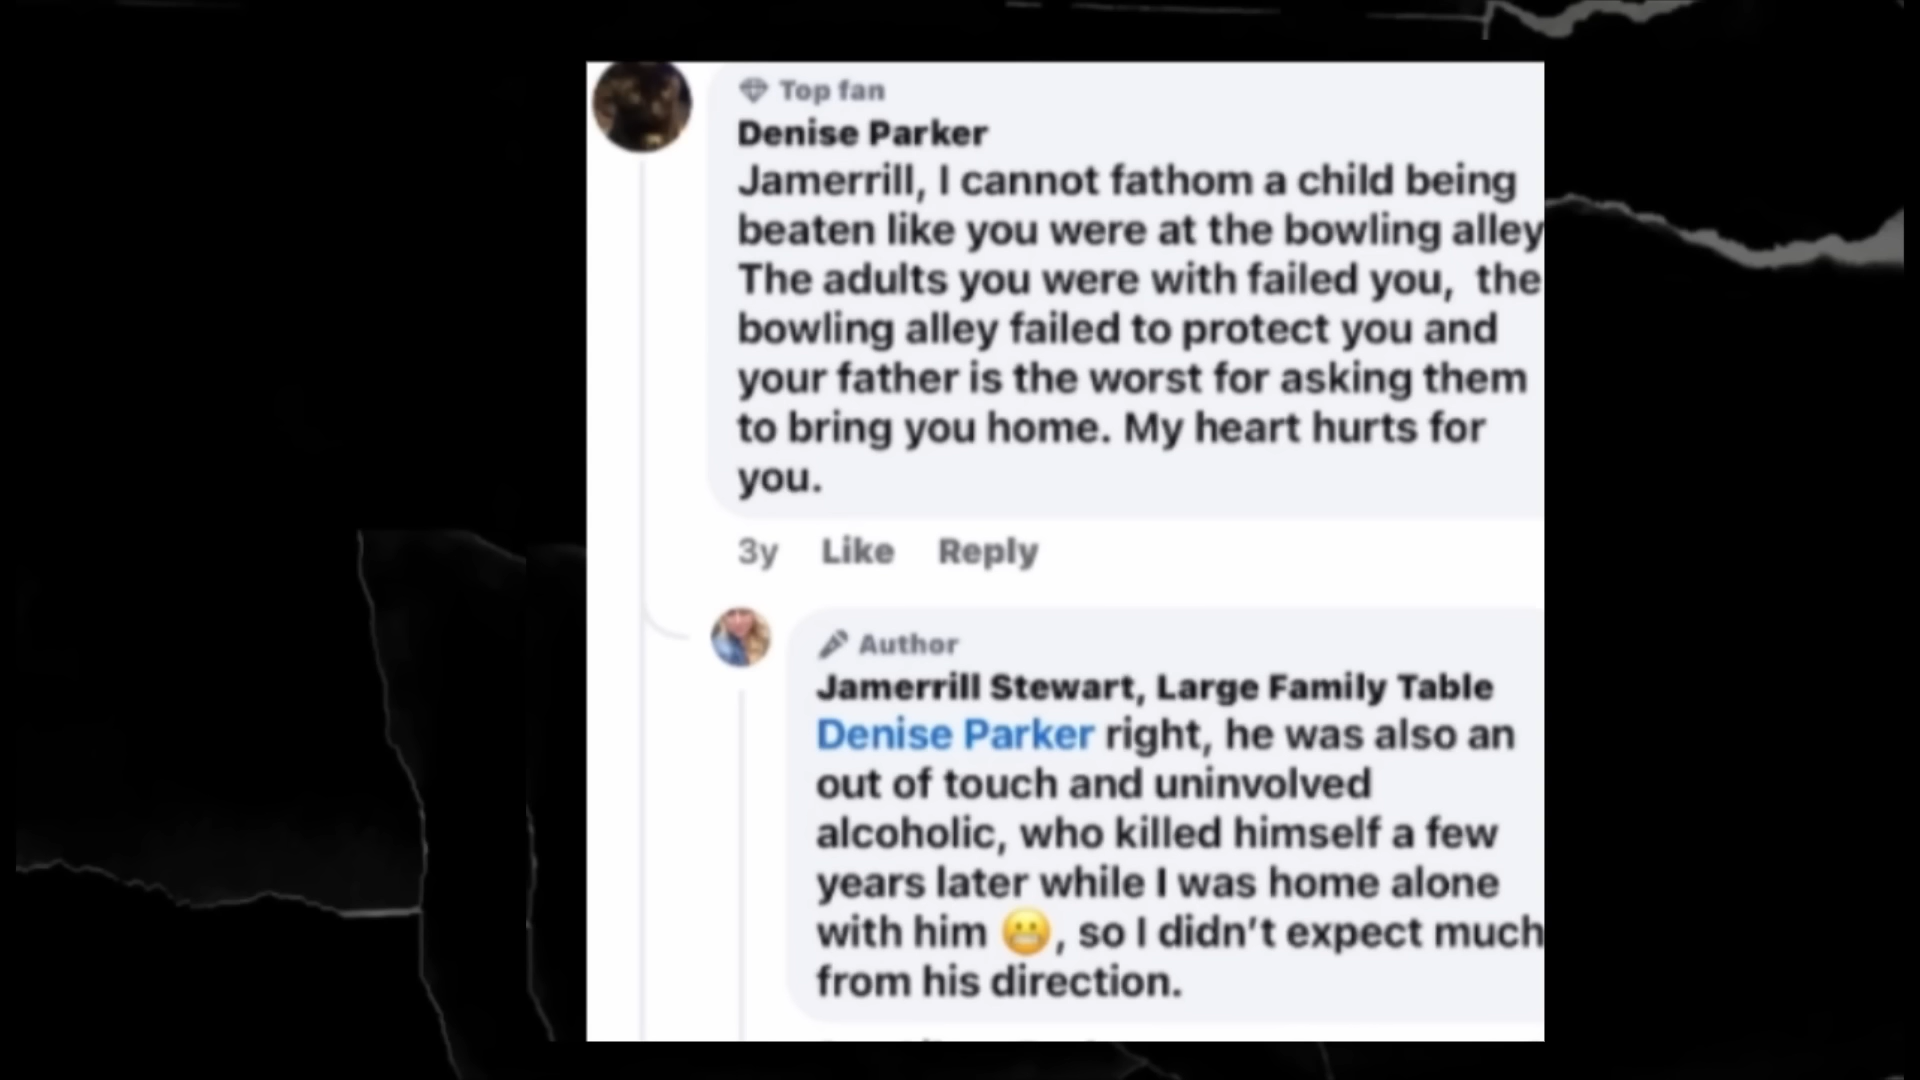 Top fan
Denise Parker
Jamerrill, I cannot fathom a child being
beaten like you were at the bowling alley
The adults you were with failed you,  the
bowling alley failed to protect you and
your father is the worst for asking them
to bring you home. My heart hurts for
you.
3y Like Reply
Author
Jamerrill Stewart, Large Family Table
Denise Parker right, he was also an
out of touch and uninvolved
alcoholic, who killed himself a few
years later while I was home alone
with him 😬, so I didn't expect much
from his direction.